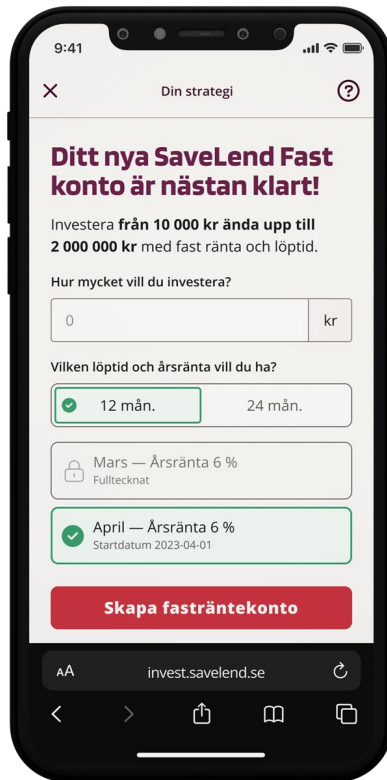 9:41
Din strategi
Ditt nya SaveLend Fast
konto är nästan klart!
Investera från 10 000 kr ända upp till
2 000 000 kr med fast ränta och löptid.
Hur mycket vill du investera?
0 kr
Vilken löptid och årsränta vill du ha?
12 mån. 24 mån.
Mars — Årsränta 6 %
Fulltecknat
April — Årsränta 6 %
Startdatum 2023-04-01
Skapa fasträntekonto
AA invest.savelend.se